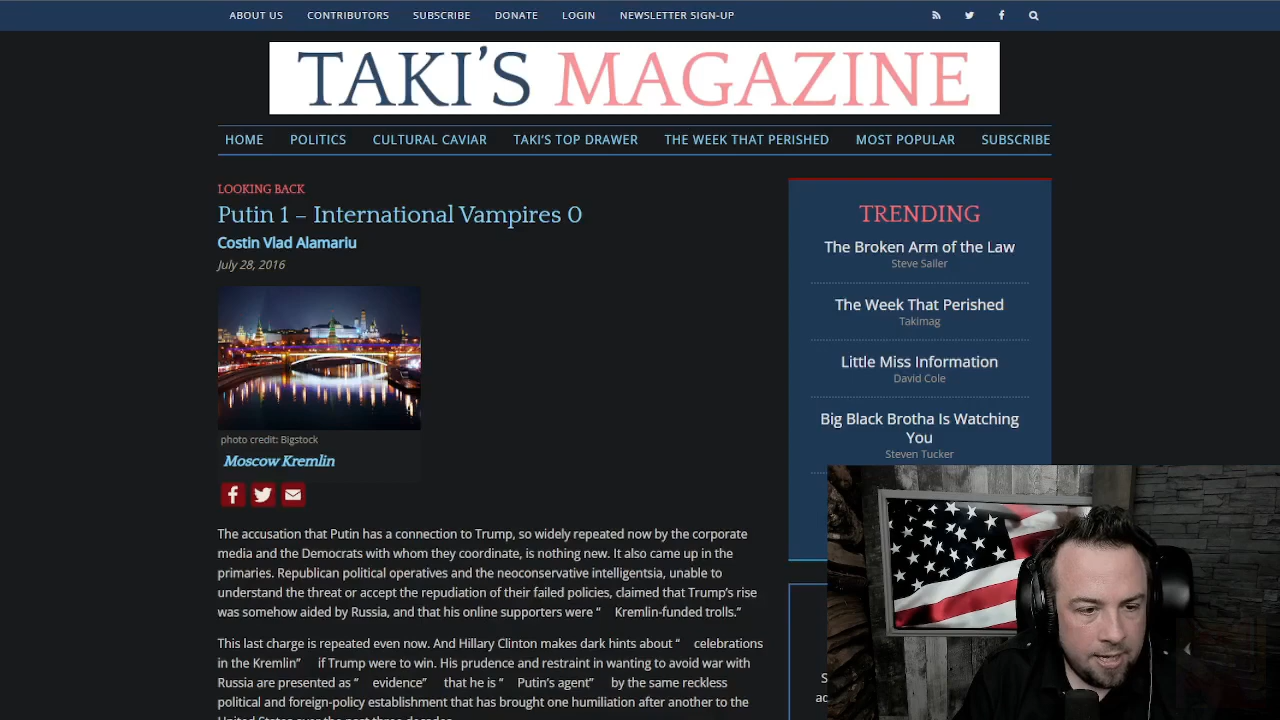 ABOUT US CONTRIBUTORS SUBSCRIBE DONATE LOGIN NEWSLETTER SIGN-UP
TAKI'S MAGAZINE
HOME POLITICS CULTURAL CAVIAR TAKI'S TOP DRAWER THE WEEK THAT PERISHED MOST POPULAR SUBSCRIBE
LOOKING BACK
Putin 1 – International Vampires 0
Costin Vlad Alamariu
July 28, 2016
photo credit: Bigstock
Moscow Kremlin
The accusation that Putin has a connection to Trump, so widely repeated now by the corporate
media and the Democrats with whom they coordinate, is nothing new. It also came up in the
primaries. Republican political operatives and the neoconservative intelligentsia, unable to
understand the threat or accept the repudiation of their failed policies, claimed that Trump's rise
was somehow aided by Russia, and that his online supporters were “ Kremlin-funded trolls.”
This last charge is repeated even now. And Hillary Clinton makes dark hints about “ celebrations
in the Kremlin” if Trump were to win. His prudence and restraint in wanting to avoid war with
Russia are presented as “ evidence” that he is “ Putin's agent” by the same reckless
political and foreign-policy establishment that has brought one humiliation after another to the
United States over the past three decades.
TRENDING
The Broken Arm of the Law
Steve Sailer
The Week That Perished
Takimag
Little Miss Information
David Cole
Big Black Brotha Is Watching
You
Steven Tucker